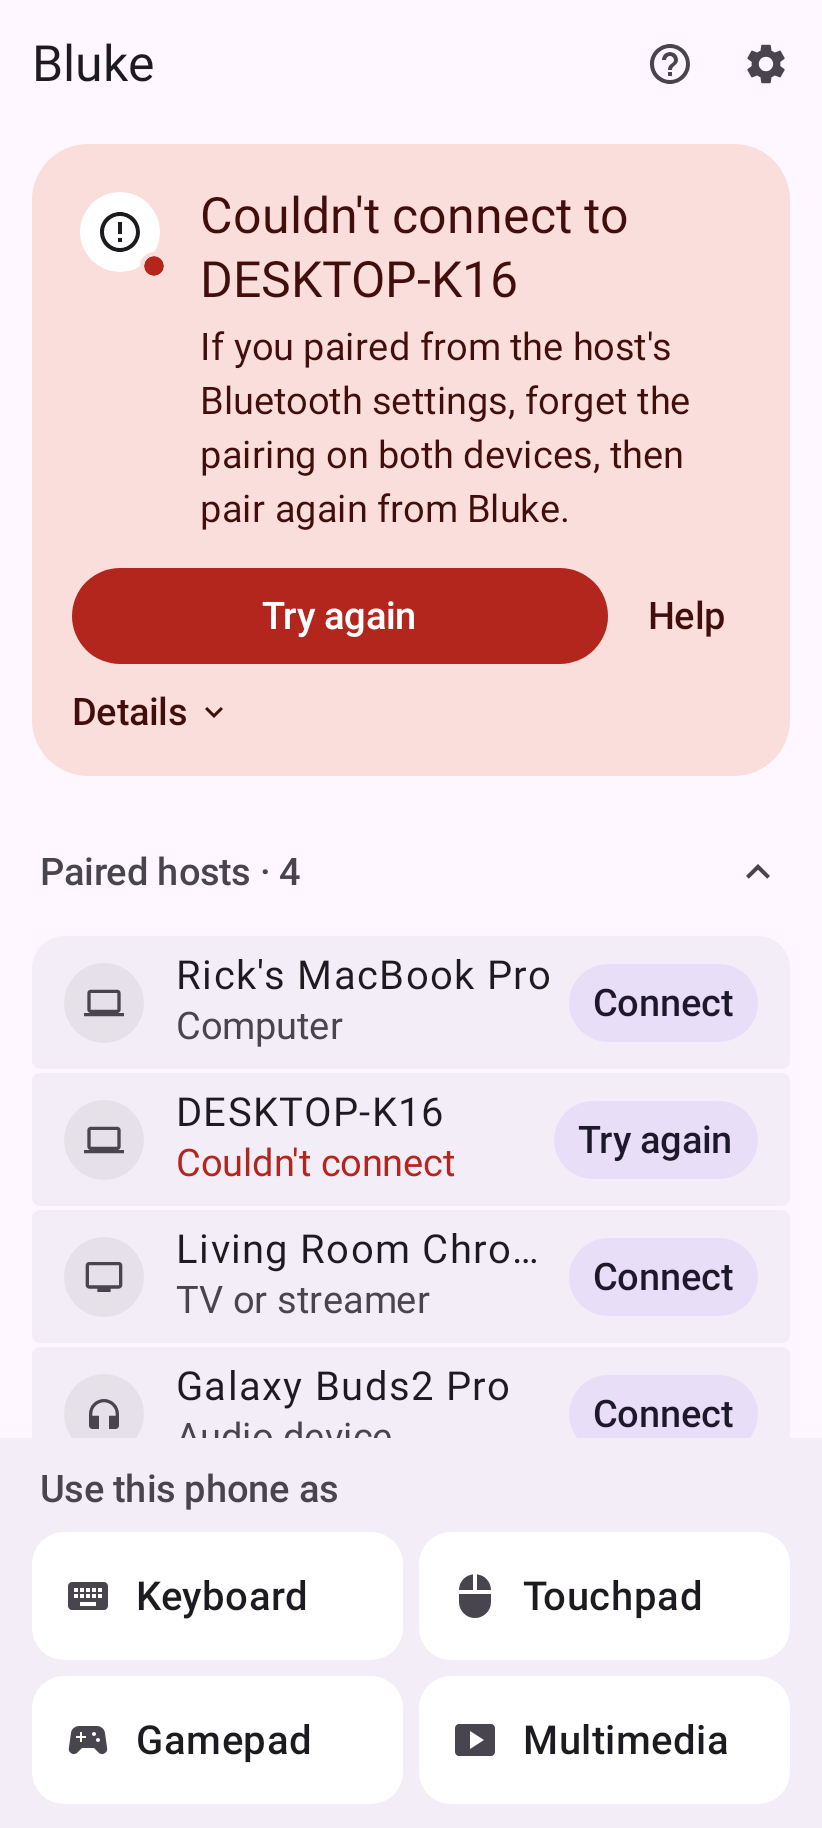 Bluke
Couldn't connect to
DESKTOP-K16
If you paired from the host's
Bluetooth settings, forget the
pairing on both devices, then
pair again from Bluke.
Try again
Help
Details
Paired hosts · 4
Rick's MacBook Pro
Computer
Connect
DESKTOP-K16
Couldn't connect
Try again
Living Room Chro...
TV or streamer
Connect
Galaxy Buds2 Pro
Audio device
Connect
Use this phone as
Keyboard
Touchpad
Gamepad
Multimedia